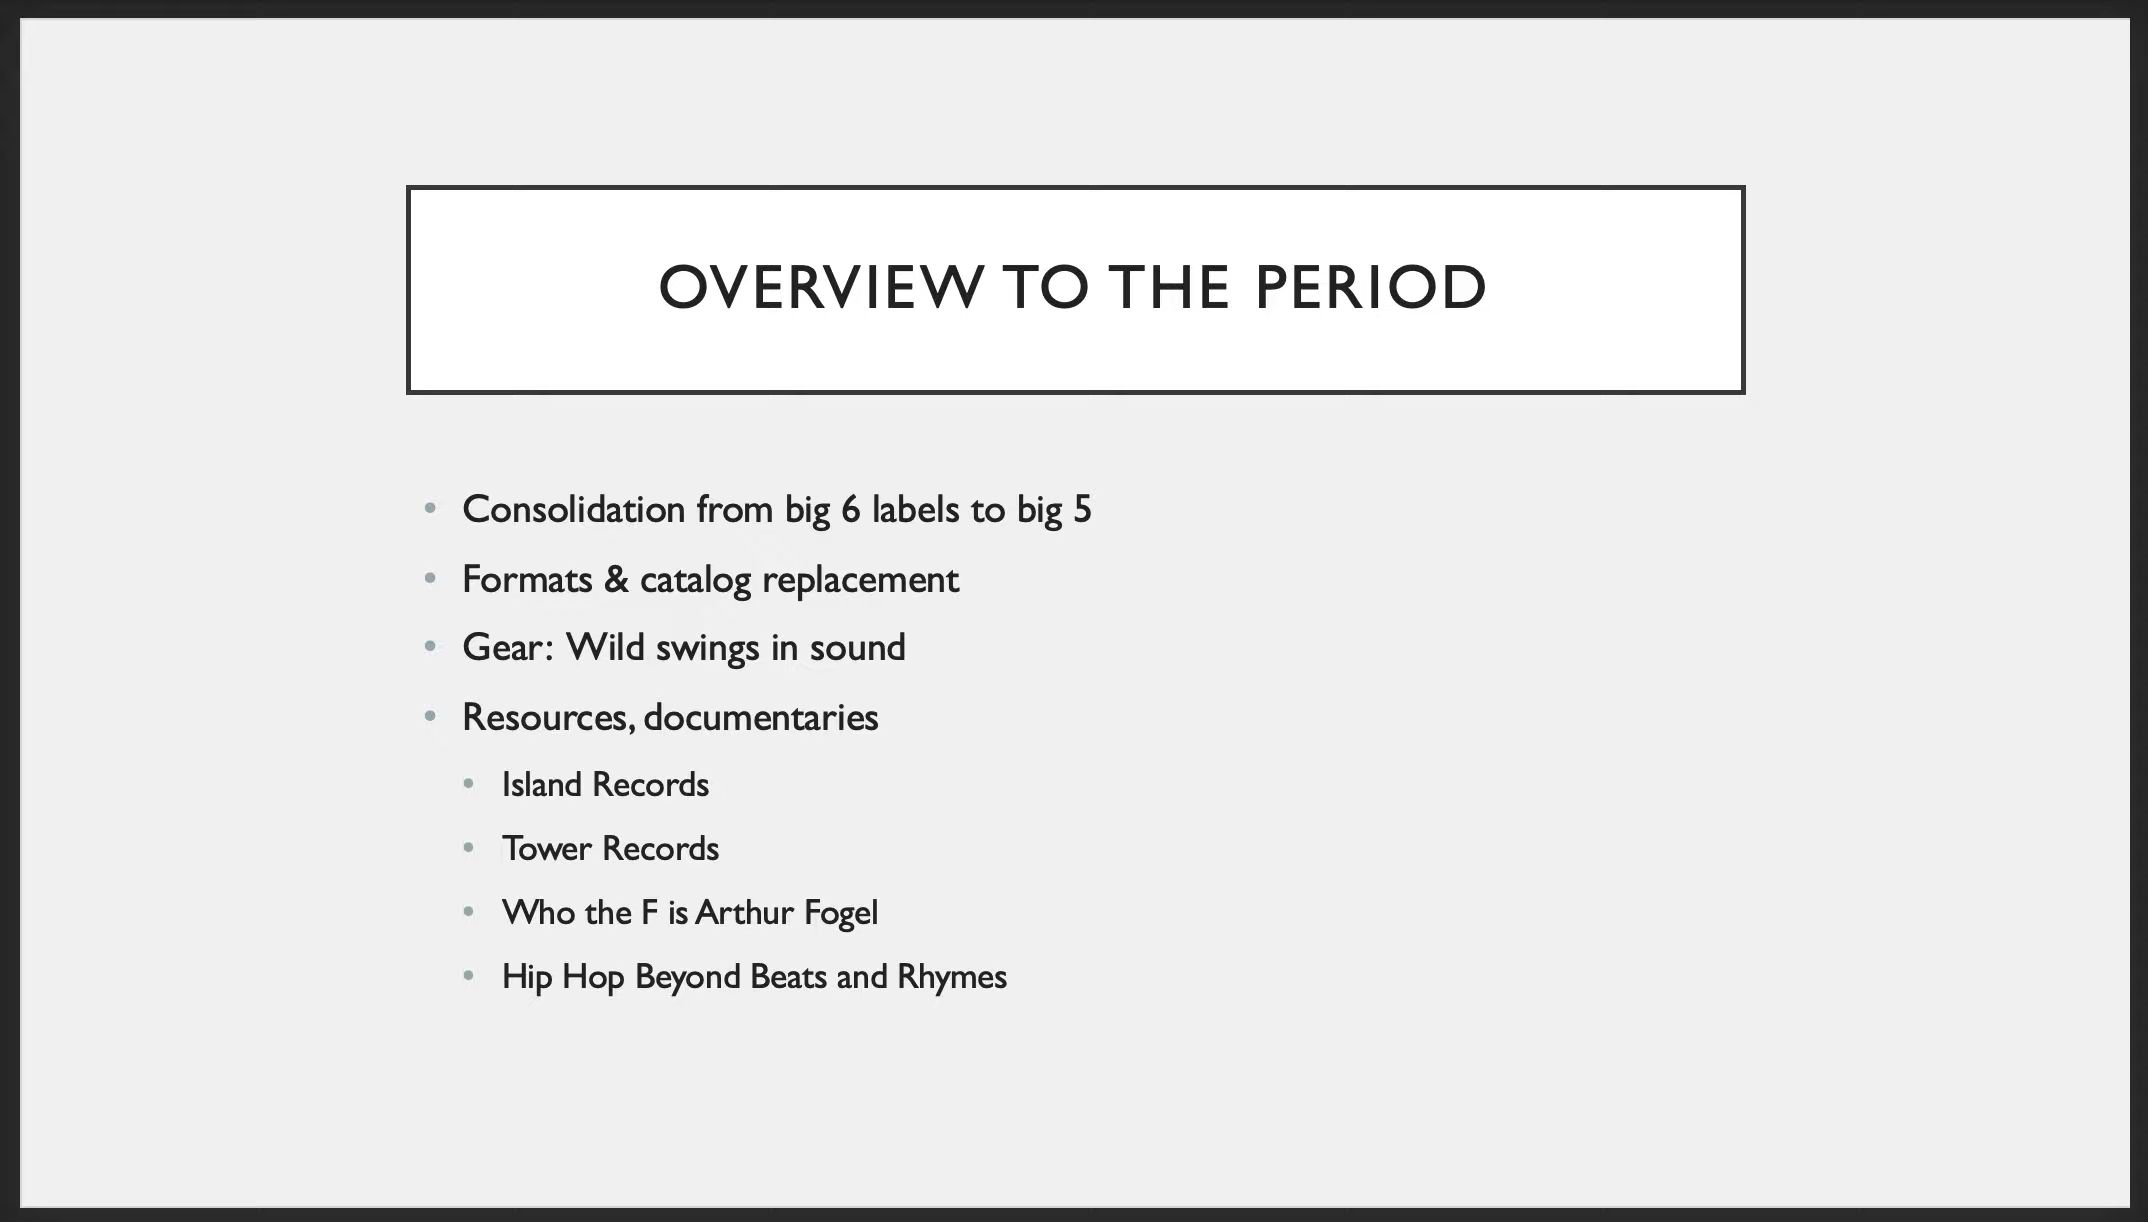 OVERVIEW TO THE PERIOD
• Consolidation from big 6 labels to big 5
• Formats & catalog replacement
• Gear: Wild swings in sound
• Resources, documentaries
• Island Records
• Tower Records
• Who the F is Arthur Fogel
• Hip Hop Beyond Beats and Rhymes